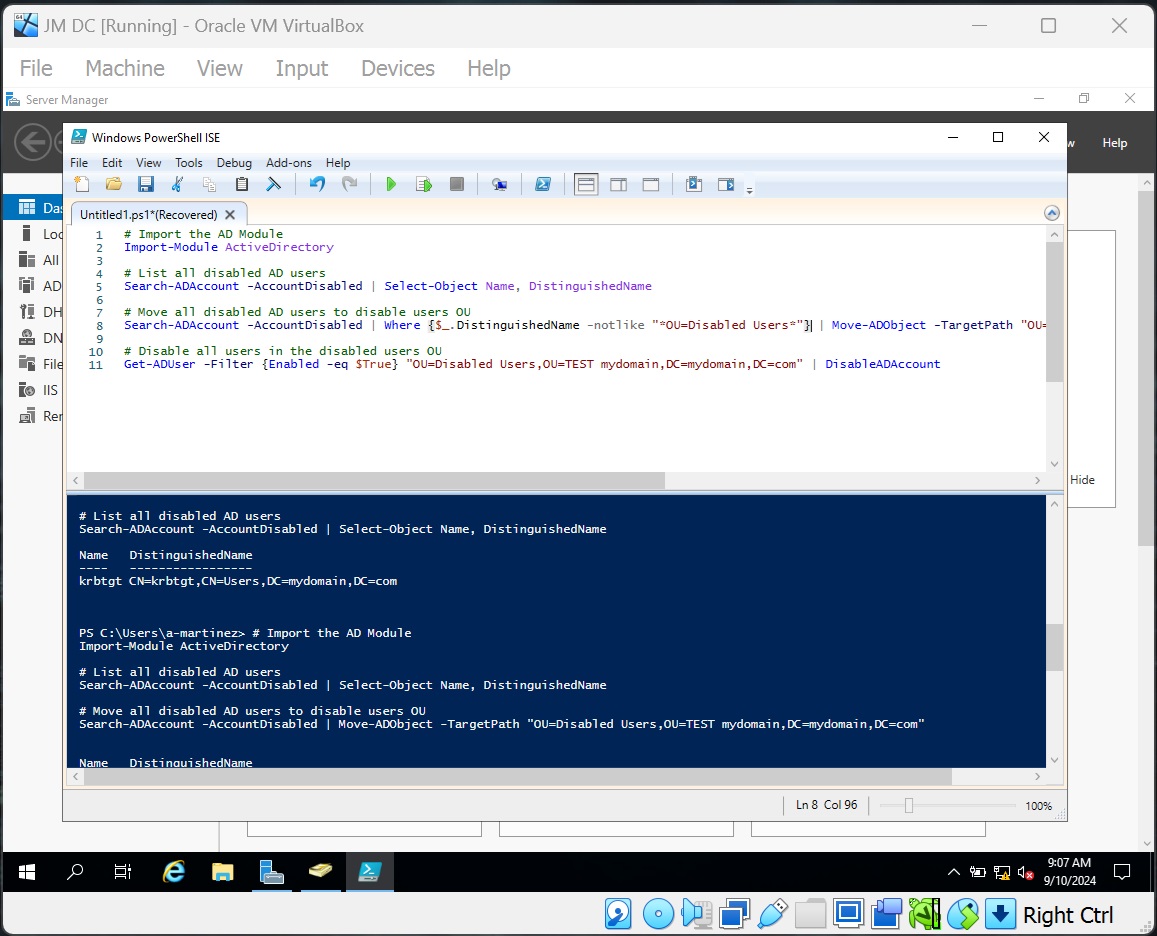 JM DC [Running] - Oracle VM VirtualBox
File Machine View Input Devices Help
Server Manager
Help
Windows PowerShell ISE
File Edit View Tools Debug Add-ons Help
Untitled1.ps1*(Recovered)
1 # Import the AD Module
2 Import-Module ActiveDirectory
3
4 # List all disabled AD users
5 Search-ADAccount -AccountDisabled | Select-Object Name, DistinguishedName
6
7 # Move all disabled AD users to disable users OU
8 Search-ADAccount -AccountDisabled | Where {$_.DistinguishedName -notlike "*OU=Disabled Users*"} | Move-ADObject -TargetPath "OU=
9
10 # Disable all users in the disabled users OU
11 Get-ADUser -Filter {Enabled -eq $True} "OU=Disabled Users,OU=TEST mydomain,DC=mydomain,DC=com" | DisableADAccount
Das
Loc
All
AD
DH
DN
File
IIS
Rer
Hide
# List all disabled AD users
Search-ADAccount -AccountDisabled | Select-Object Name, DistinguishedName
Name DistinguishedName
---- -----------------
krbtgt CN=krbtgt,CN=Users,DC=mydomain,DC=com
PS C:\Users\a-martinez> # Import the AD Module
Import-Module ActiveDirectory
# List all disabled AD users
Search-ADAccount -AccountDisabled | Select-Object Name, DistinguishedName
# Move all disabled AD users to disable users OU
Search-ADAccount -AccountDisabled | Move-ADObject -TargetPath "OU=Disabled Users,OU=TEST mydomain,DC=mydomain,DC=com"
Name DistinguishedName
Ln 8 Col 96
100%
9:07 AM
9/10/2024
Right Ctrl